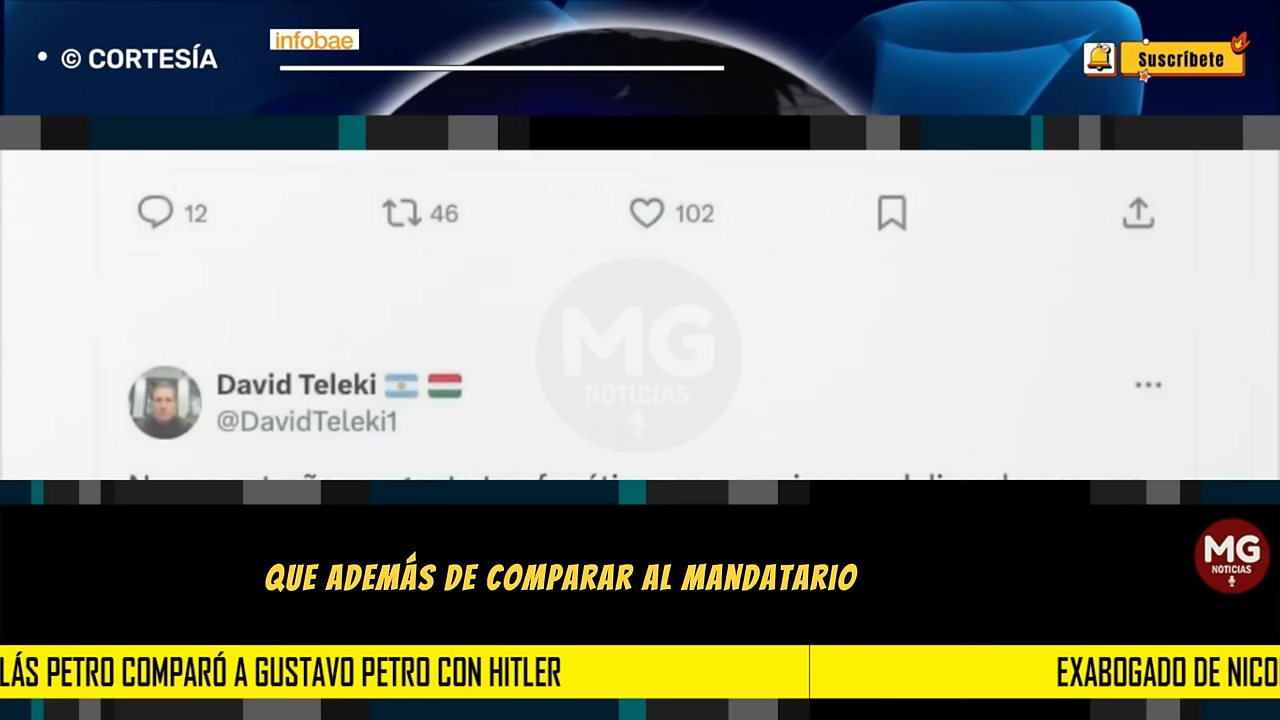 © CORTESÍA
infobae
Suscríbete
12
46
102
MG
NOTICIAS
David Teleki
@DavidTeleki1
QUE ADEMÁS DE COMPARAR AL MANDATARIO
MG
NOTICIAS
LÁS PETRO COMPARÓ A GUSTAVO PETRO CON HITLER
EXABOGADO DE NICO